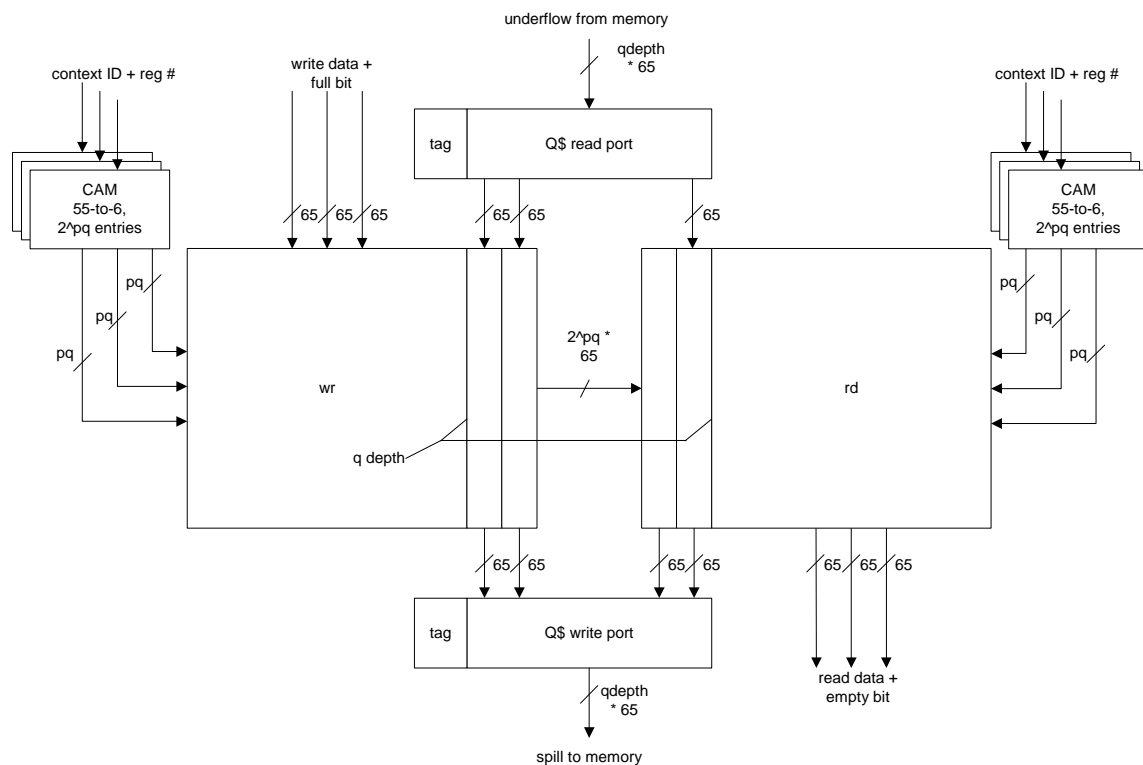 underflow from memory
qdepth
* 65
context ID + reg #
write data +
full bit
context ID + reg #
tag
Q$ read port
CAM
55-to-6,
2^pq entries
CAM
55-to-6,
2^pq entries
65
65
65
65
65
65
pq
pq
pq
pq
pq
pq
2^pq *
65
wr
rd
q depth
65
65
65
65
65
65
65
tag
Q$ write port
read data +
empty bit
qdepth
* 65
spill to memory